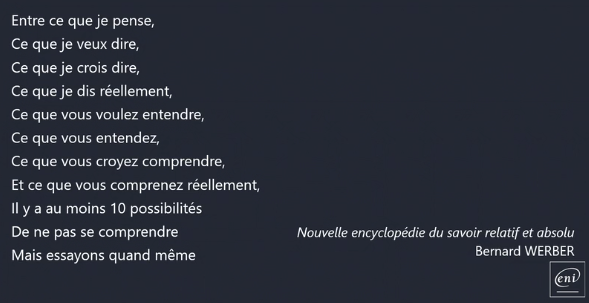 Entre ce que je pense,
Ce que je veux dire,
Ce que je crois dire,
Ce que je dis réellement,
Ce que vous voulez entendre,
Ce que vous entendez,
Ce que vous croyez comprendre,
Et ce que vous comprenez réellement,
Il y a au moins 10 possibilités
De ne pas se comprendre
Mais essayons quand même
Nouvelle encyclopédie du savoir relatif et absolu
Bernard WERBER
eni